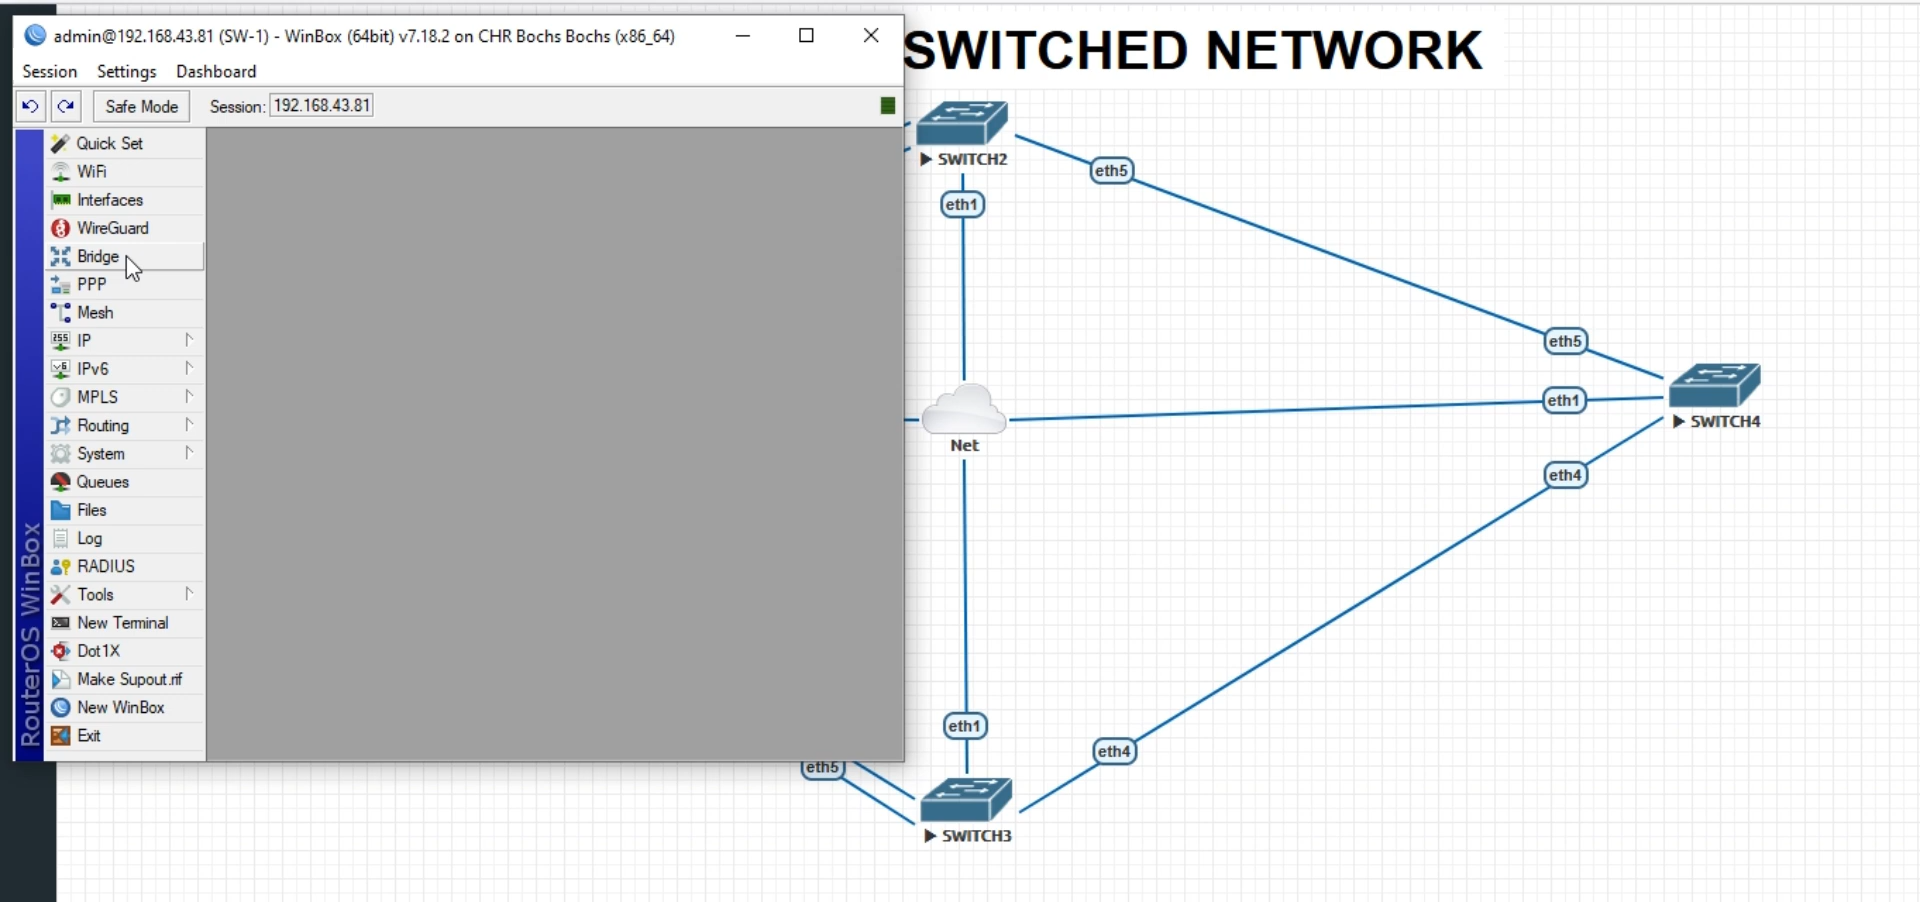 admin@192.168.43.81 (SW-1) - WinBox (64bit) v7.18.2 on CHR Bochs Bochs (x86_64)
Session Settings Dashboard
Safe Mode Session: 192.168.43.81
Quick Set
WiFi
Interfaces
WireGuard
Bridge
PPP
Mesh
IP
IPv6
MPLS
Routing
System
Queues
Files
Log
RADIUS
Tools
New Terminal
Dot1X
Make Supout.rif
New WinBox
Exit
RouterOS WinBox
SWITCHED NETWORK
SWITCH2
eth5
eth1
eth5
eth1
SWITCH4
Net
eth4
eth1
eth4
eth5
SWITCH3